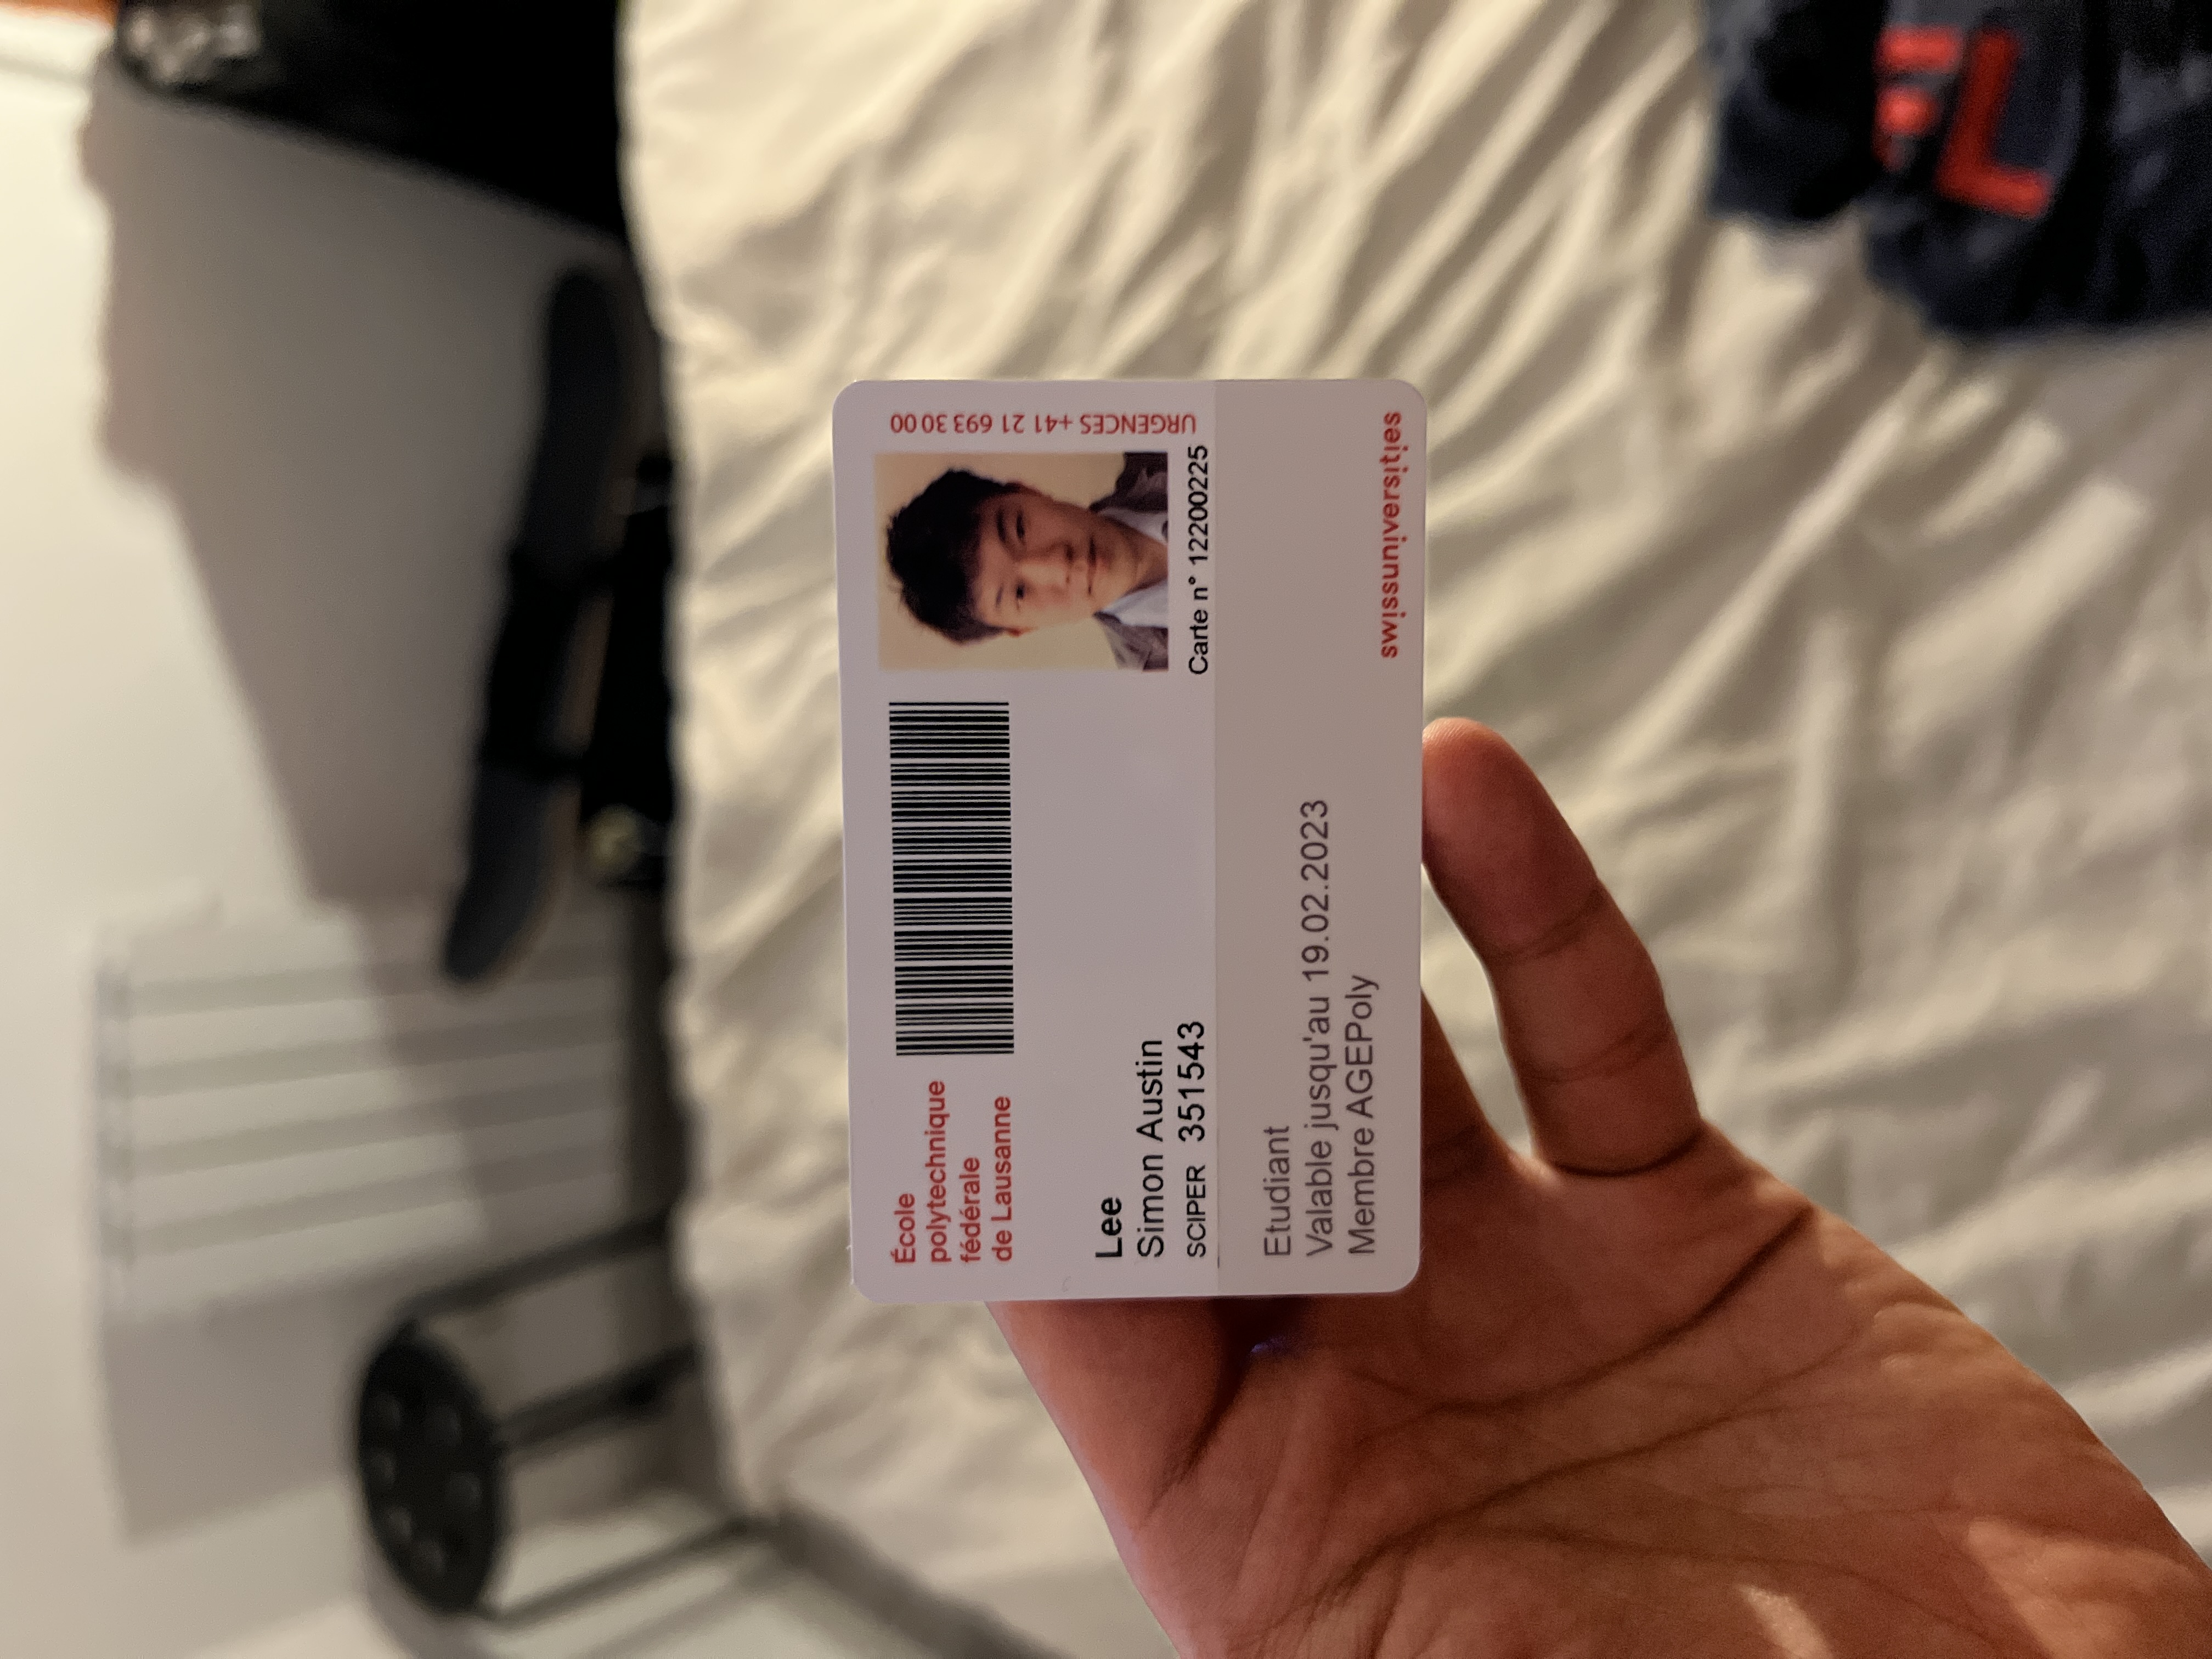 École
polytechnique
fédérale
de Lausanne
Lee
Simon Austin
SCIPER 351543
Carte n° 12200225
URGENCES +41 21 693 30 00
Etudiant
Valable jusqu'au 19.02.2023
Membre AGEPoly
swissuniversities